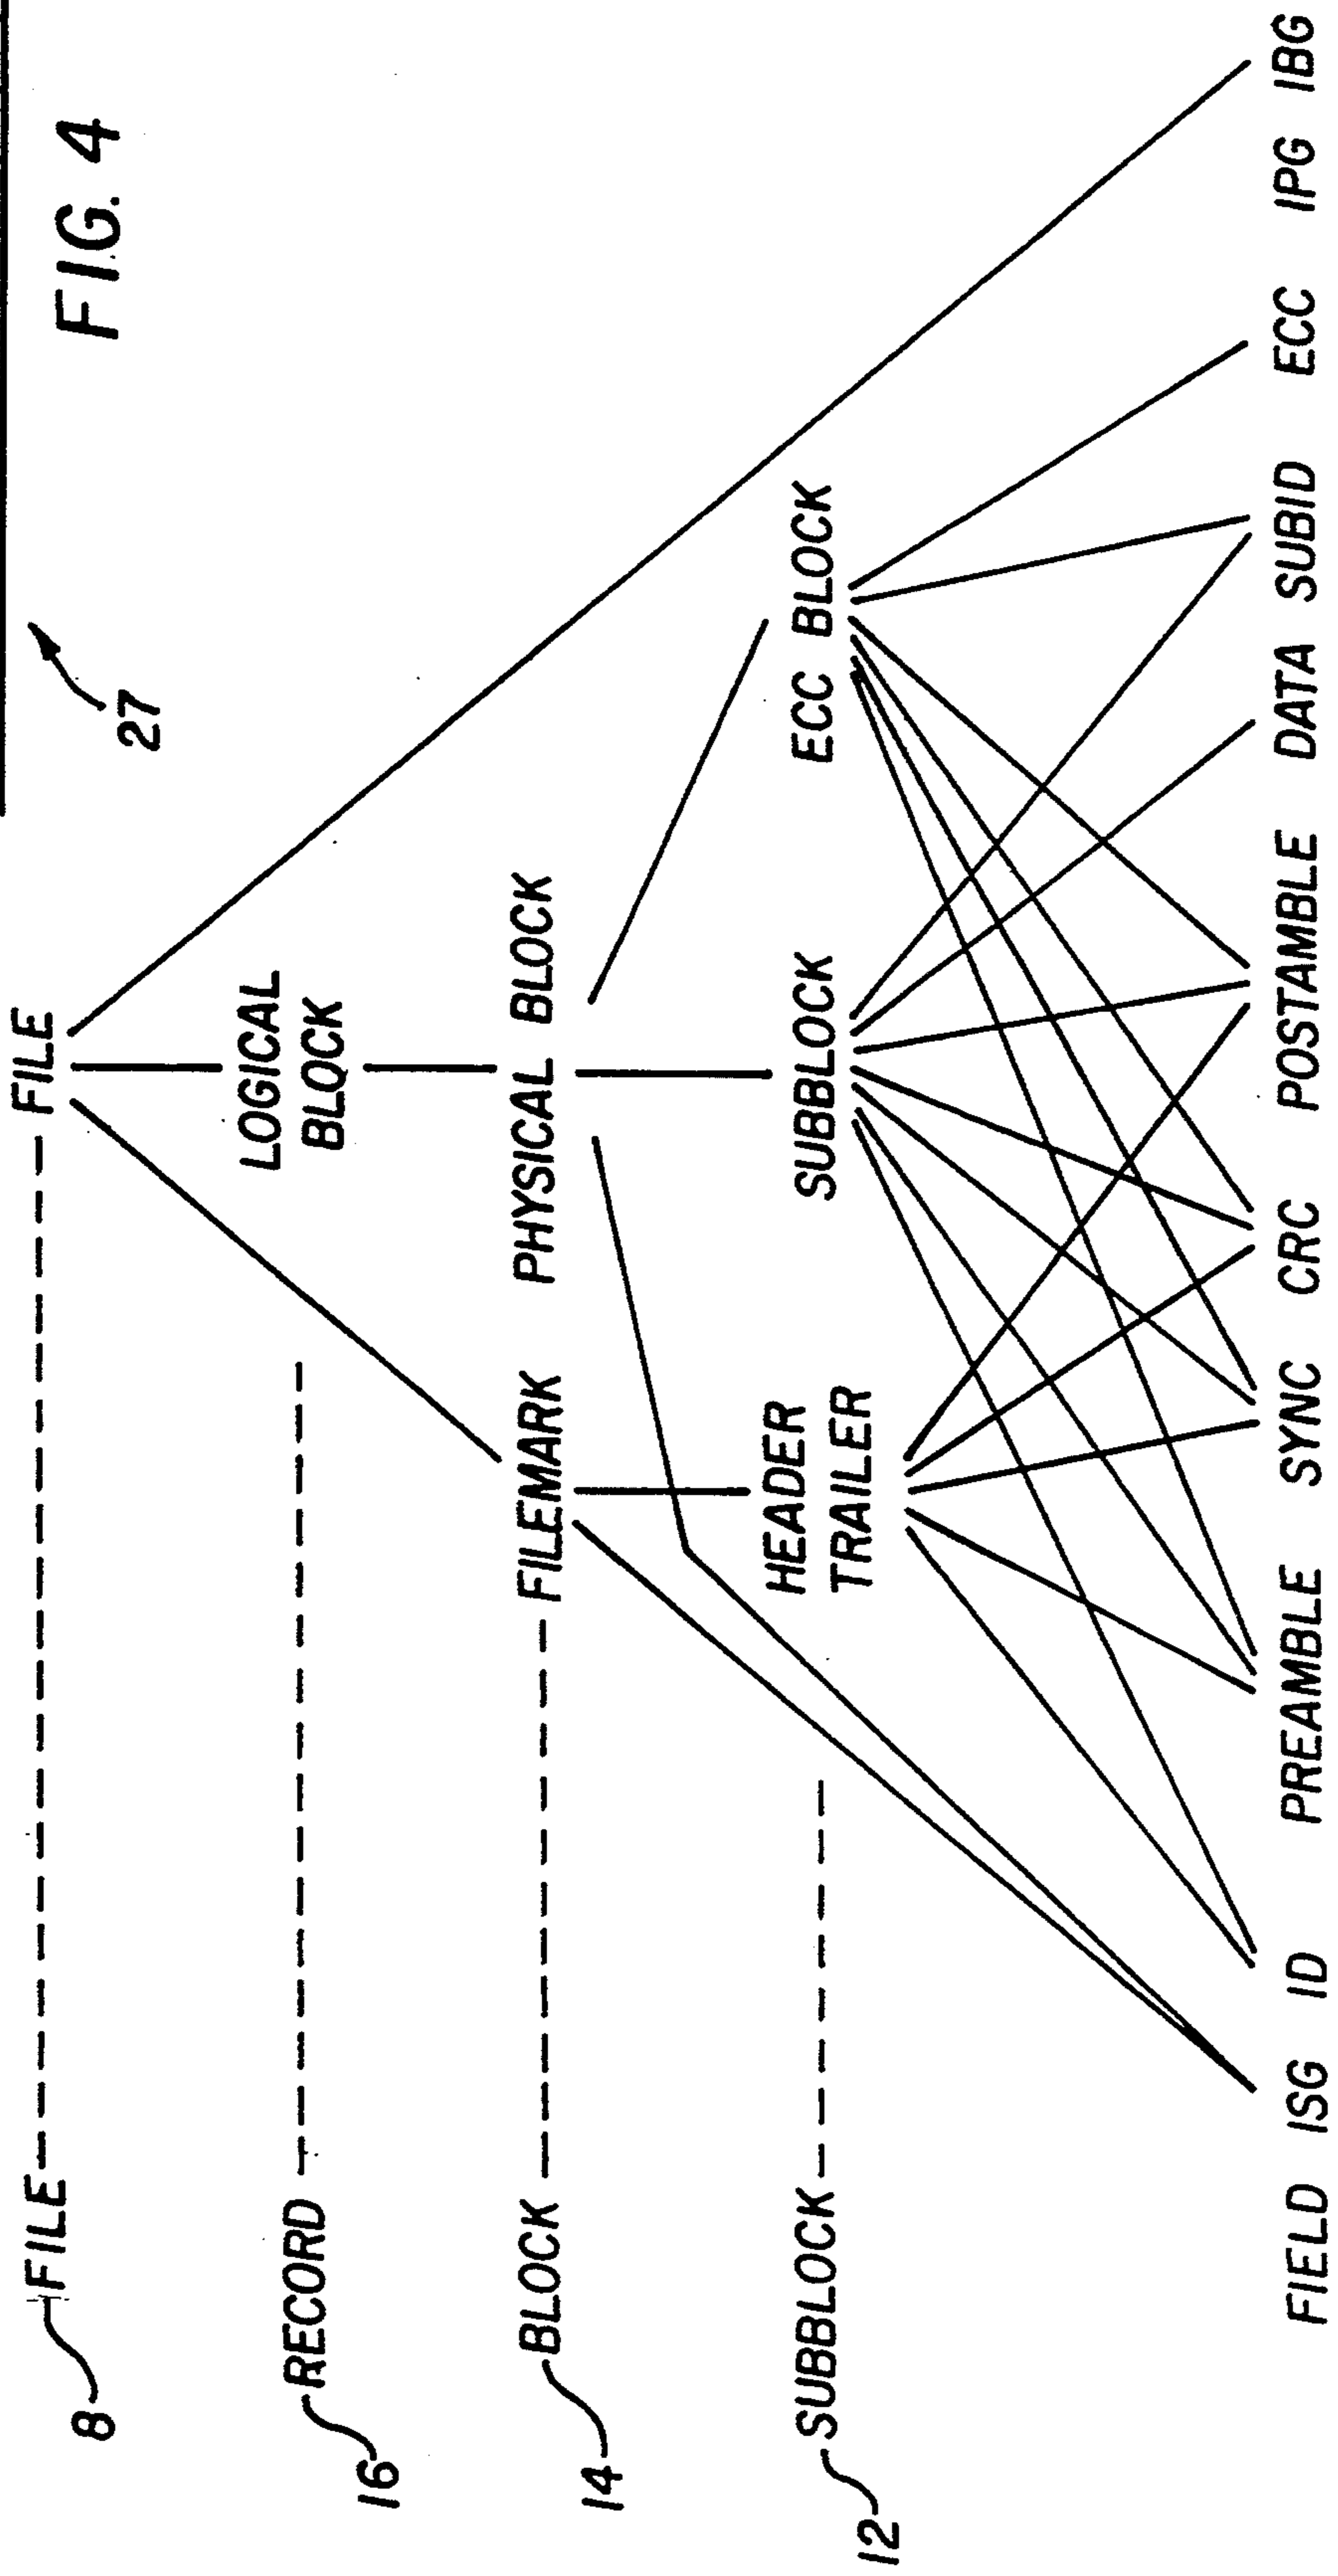 FIG. 4
27
8 FILE FILE
16 RECORD LOGICAL
BLOCK
14 BLOCK FILEMARK PHYSICAL BLOCK
12 SUBBLOCK HEADER
TRAILER SUBBLOCK ECC BLOCK
FIELD ISG ID PREAMBLE SYNC CRC POSTAMBLE DATA SUBID ECC IPG IBG